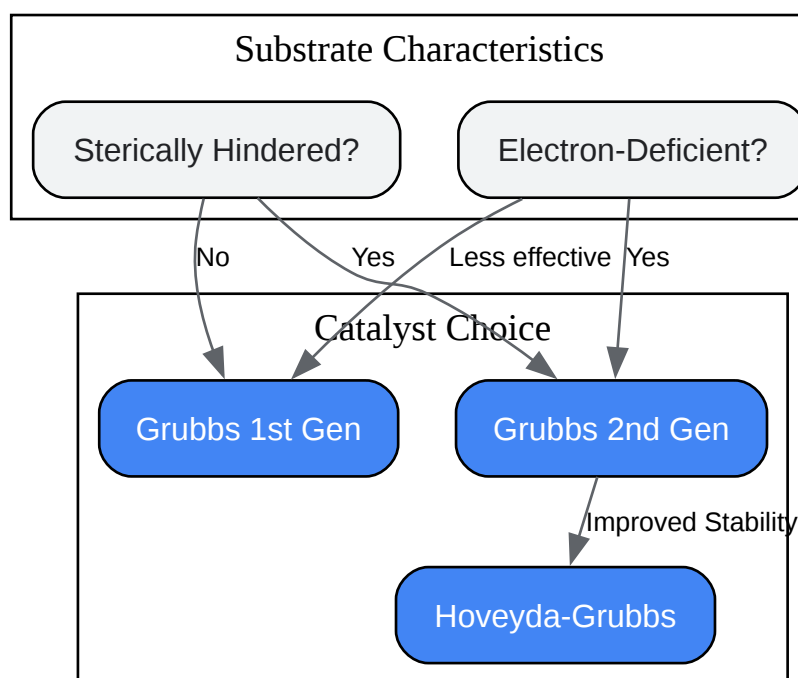 Substrate Characteristics
Sterically Hindered?
Electron-Deficient?
No
Yes
Less effective
Yes
Catalyst Choice
Grubbs 1st Gen
Grubbs 2nd Gen
Improved Stability
Hoveyda-Grubbs